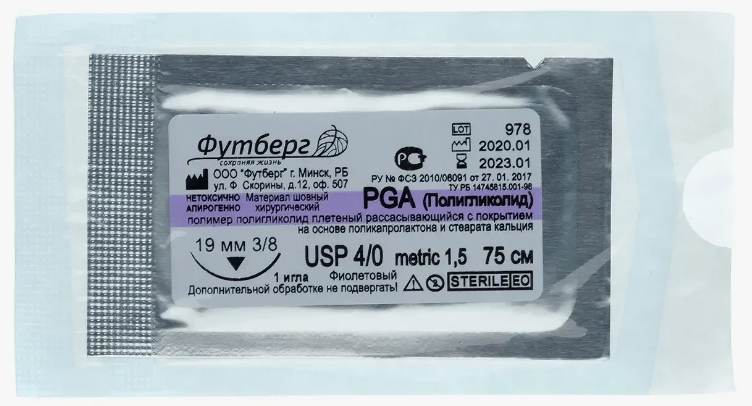 Футберг
сохраняя жизнь
LOT 978
2020.01
2023.01
ООО "Футберг" г. Минск, РБ
ул. Ф. Скорины, д.12, оф. 507
РУ № ФСЗ 2010/06091 от 27. 01. 2017
ТУ РБ 14745815.001-98
НЕТОКСИЧНО Материал шовный
АПИРОГЕННО хирургический
PGA (Полигликолид)
полимер полигликолид плетеный рассасывающийся с покрытием
на основе поликапролактона и стеарата кальция
19 мм 3/8
USP 4/0 metric 1,5 75 см
1 игла Фиолетовый
Дополнительной обработке не подвергать!
2 STERILE EO